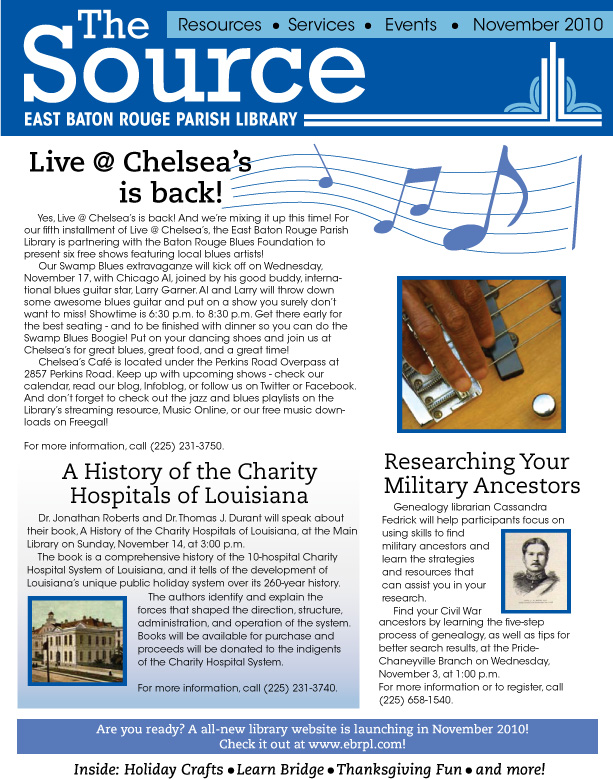 The
Source
Resources • Services • Events • November 2010
EAST BATON ROUGE PARISH LIBRARY
Live @ Chelsea's
is back!
Yes, Live @ Chelsea's is back! And we're mixing it up this time! For
our fifth installment of Live @ Chelsea's, the East Baton Rouge Parish
Library is partnering with the Baton Rouge Blues Foundation to
present six free shows featuring local blues artists!
Our Swamp Blues extravaganze will kick off on Wednesday,
November 17, with Chicago Al, joined by his good buddy, interna-
tional blues guitar star, Larry Garner. Al and Larry will throw down
some awesome blues guitar and put on a show you surely don't
want to miss! Showtime is 6:30 p.m. to 8:30 p.m. Get there early for
the best seating - and to be finished with dinner so you can do the
Swamp Blues Boogie! Put on your dancing shoes and join us at
Chelsea's for great blues, great food, and a great time!
Chelsea's Café is located under the Perkins Road Overpass at
2857 Perkins Road. Keep up with upcoming shows - check our
calendar, read our blog, Infoblog, or follow us on Twitter or Facebook.
And don't forget to check out the jazz and blues playlists on the
Library's streaming resource, Music Online, or our free music down-
loads on Freegal!
For more information, call (225) 231-3750.
A History of the Charity
Hospitals of Louisiana
Dr. Jonathan Roberts and Dr. Thomas J. Durant will speak about
their book, A History of the Charity Hospitals of Louisiana, at the Main
Library on Sunday, November 14, at 3:00 p.m.
The book is a comprehensive history of the 10-hospital Charity
Hospital System of Louisiana, and it tells of the development of
Louisiana's unique public holiday system over its 260-year history.
The authors identify and explain the
forces that shaped the direction, structure,
administration, and operation of the system.
Books will be available for purchase and
proceeds will be donated to the indigents
of the Charity Hospital System.
For more information, call (225) 231-3740.
Researching Your
Military Ancestors
Genealogy librarian Cassandra
Fedrick will help participants focus on
using skills to find
military ancestors and
learn the strategies
and resources that
can assist you in your
research.
Find your Civil War
ancestors by learning the five-step
process of genealogy, as well as tips for
better search results, at the Pride-
Chaneyville Branch on Wednesday,
November 3, at 1:00 p.m.
For more information or to register, call
(225) 658-1540.
Are you ready? A all-new library website is launching in November 2010!
Check it out at www.ebrpl.com!
Inside: Holiday Crafts • Learn Bridge • Thanksgiving Fun • and more!